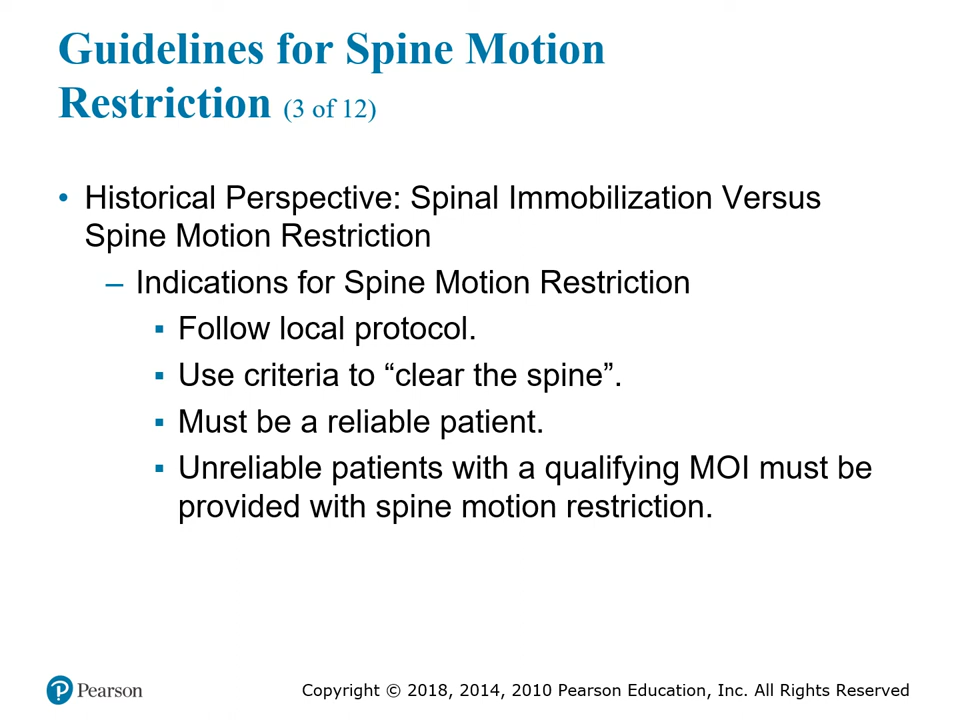 Guidelines for Spine Motion
Restriction (3 of 12)
• Historical Perspective: Spinal Immobilization Versus
Spine Motion Restriction
– Indications for Spine Motion Restriction
▪ Follow local protocol.
▪ Use criteria to “clear the spine”.
▪ Must be a reliable patient.
▪ Unreliable patients with a qualifying MOI must be
provided with spine motion restriction.
Pearson
Copyright © 2018, 2014, 2010 Pearson Education, Inc. All Rights Reserved